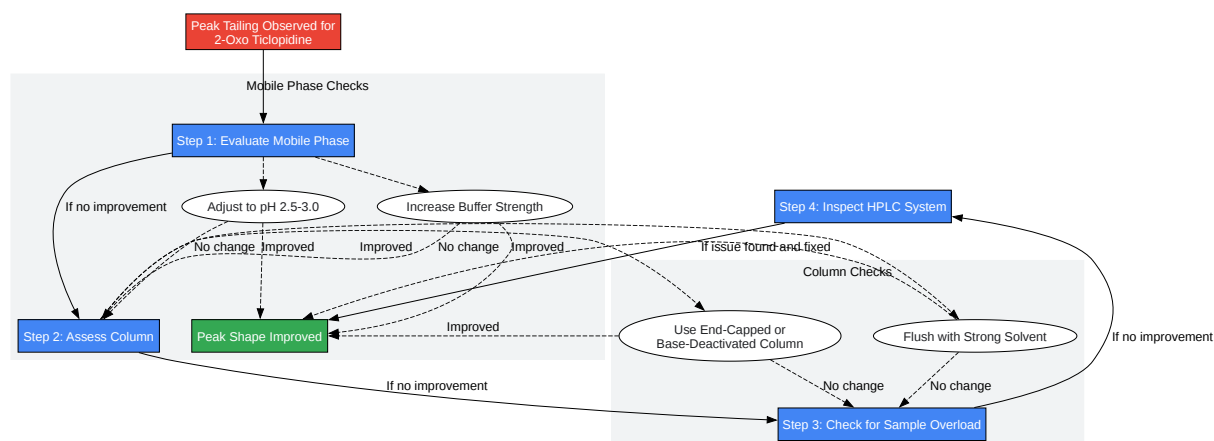 Peak Tailing Observed for
2-Oxo Ticlopidine
Mobile Phase Checks
Step 1: Evaluate Mobile Phase
If no improvement
Adjust to pH 2.5-3.0
Increase Buffer Strength
Step 4: Inspect HPLC System
No change
Improved
Improved
No change
Improved
If issue found and fixed
Column Checks
Step 2: Assess Column
Peak Shape Improved
Improved
Use End-Capped or
Base-Deactivated Column
Flush with Strong Solvent
If no improvement
If no improvement
No change
No change
Step 3: Check for Sample Overload